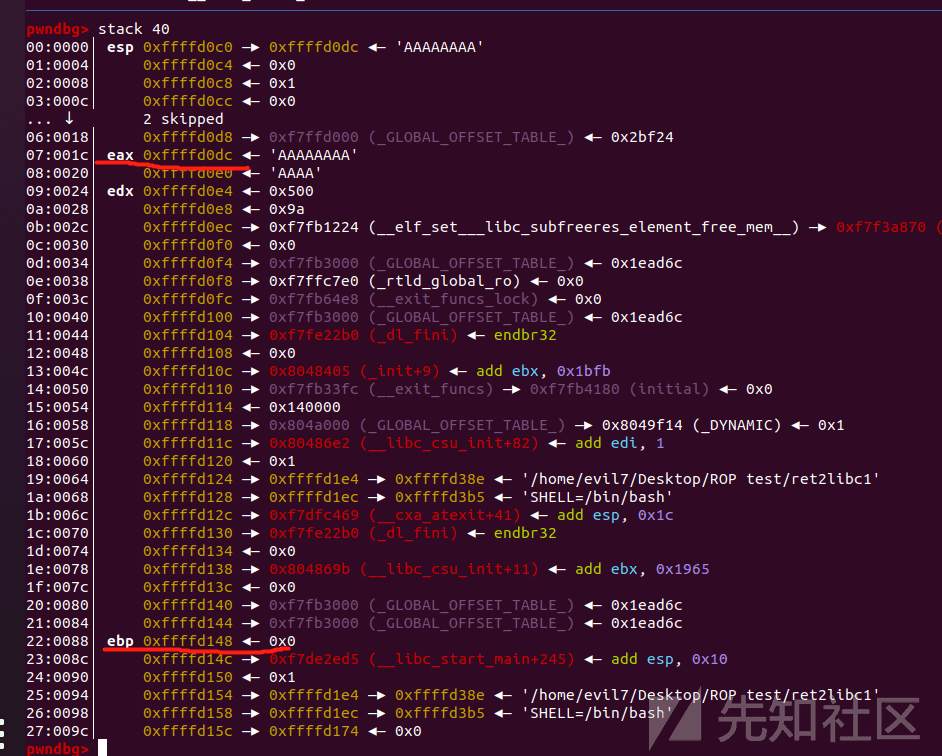 pwndbg> stack 40
00:0000│ esp 0xffffd0c0 —▸ 0xffffd0dc ◂— 'AAAAAAAA'
01:0004│ 0xffffd0c4 ◂— 0x0
02:0008│ 0xffffd0c8 ◂— 0x1
03:000c│ 0xffffd0cc ◂— 0x0
... ↓ 2 skipped
06:0018│ 0xffffd0d8 —▸ 0xf7ffd000 (_GLOBAL_OFFSET_TABLE_) ◂— 0x2bf24
07:001c│ eax 0xffffd0dc ◂— 'AAAAAAAA'
08:0020│ 0xffffd0e0 ◂— 'AAAA'
09:0024│ edx 0xffffd0e4 ◂— 0x500
0a:0028│ 0xffffd0e8 ◂— 0x9a
0b:002c│ 0xffffd0ec —▸ 0xf7fb1224 (__elf_set___libc_subfreeres_element_free_mem__) —▸ 0xf7f3a870 (
0c:0030│ 0xffffd0f0 ◂— 0x0
0d:0034│ 0xffffd0f4 —▸ 0xf7fb3000 (_GLOBAL_OFFSET_TABLE_) ◂— 0x1ead6c
0e:0038│ 0xffffd0f8 —▸ 0xf7ffc7e0 (_rtld_global_ro) ◂— 0x0
0f:003c│ 0xffffd0fc —▸ 0xf7fb64e8 (__exit_funcs_lock) ◂— 0x0
10:0040│ 0xffffd100 —▸ 0xf7fb3000 (_GLOBAL_OFFSET_TABLE_) ◂— 0x1ead6c
11:0044│ 0xffffd104 —▸ 0xf7fe22b0 (_dl_fini) ◂— endbr32
12:0048│ 0xffffd108 ◂— 0x0
13:004c│ 0xffffd10c —▸ 0x8048405 (_init+9) ◂— add ebx, 0x1bfb
14:0050│ 0xffffd110 —▸ 0xf7fb33fc (__exit_funcs) —▸ 0xf7fb4180 (initial) ◂— 0x0
15:0054│ 0xffffd114 ◂— 0x140000
16:0058│ 0xffffd118 —▸ 0x804a000 (_GLOBAL_OFFSET_TABLE_) —▸ 0x8049f14 (_DYNAMIC) ◂— 0x1
17:005c│ 0xffffd11c —▸ 0x80486e2 (__libc_csu_init+82) ◂— add edi, 1
18:0060│ 0xffffd120 ◂— 0x1
19:0064│ 0xffffd124 —▸ 0xffffd1e4 —▸ 0xffffd38e ◂— '/home/evil7/Desktop/ROP test/ret2libc1'
1a:0068│ 0xffffd128 —▸ 0xffffd1ec —▸ 0xffffd3b5 ◂— 'SHELL=/bin/bash'
1b:006c│ 0xffffd12c —▸ 0xf7dfc469 (__cxa_atexit+41) ◂— add esp, 0x1c
1c:0070│ 0xffffd130 —▸ 0xf7fe22b0 (_dl_fini) ◂— endbr32
1d:0074│ 0xffffd134 ◂— 0x0
1e:0078│ 0xffffd138 —▸ 0x804869b (__libc_csu_init+11) ◂— add ebx, 0x1965
1f:007c│ 0xffffd13c ◂— 0x0
20:0080│ 0xffffd140 —▸ 0xf7fb3000 (_GLOBAL_OFFSET_TABLE_) ◂— 0x1ead6c
21:0084│ 0xffffd144 —▸ 0xf7fb3000 (_GLOBAL_OFFSET_TABLE_) ◂— 0x1ead6c
22:0088│ ebp 0xffffd148 ◂— 0x0
23:008c│ 0xffffd14c —▸ 0xf7de2ed5 (__libc_start_main+245) ◂— add esp, 0x10
24:0090│ 0xffffd150 ◂— 0x1
25:0094│ 0xffffd154 —▸ 0xffffd1e4 —▸ 0xffffd38e ◂— '/home/evil7/Desktop/ROP test/ret2libc1'
26:0098│ 0xffffd158 —▸ 0xffffd1ec —▸ 0xffffd3b5 ◂— 'SHELL=/bin/bash'
27:009c│ 0xffffd15c —▸ 0xffffd174 ◂— 0x0
pwndbg>
先知社区